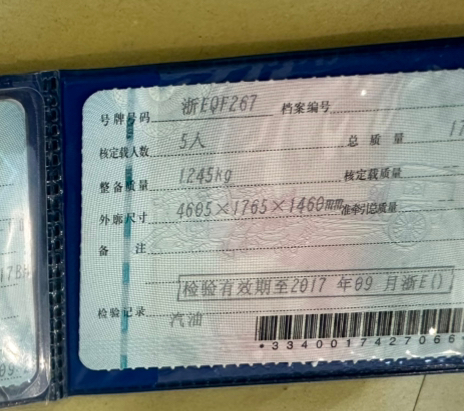 号牌号码 浙EQF267 档案编号
核定载人数 5人 总质量 17
整备质量 1245kg 核定载质量
外廓尺寸 4605×1765×1460mm 准牵引总质量
备注
检验有效期至2017 年09 月浙E()
检验记录
汽油
*3340017427066